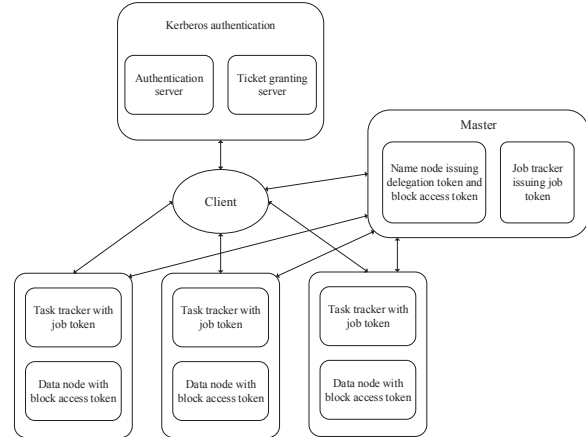 Kerberos authentication
Authentication
server
Ticket granting
server
Master
Name node issuing
delegation token and
block access token
Job tracker
issuing job
token
Client
Task tracker with
job token
Data node with
block access token
Task tracker with
job token
Data node with
block access token
Task tracker with
job token
Data node with
block access token